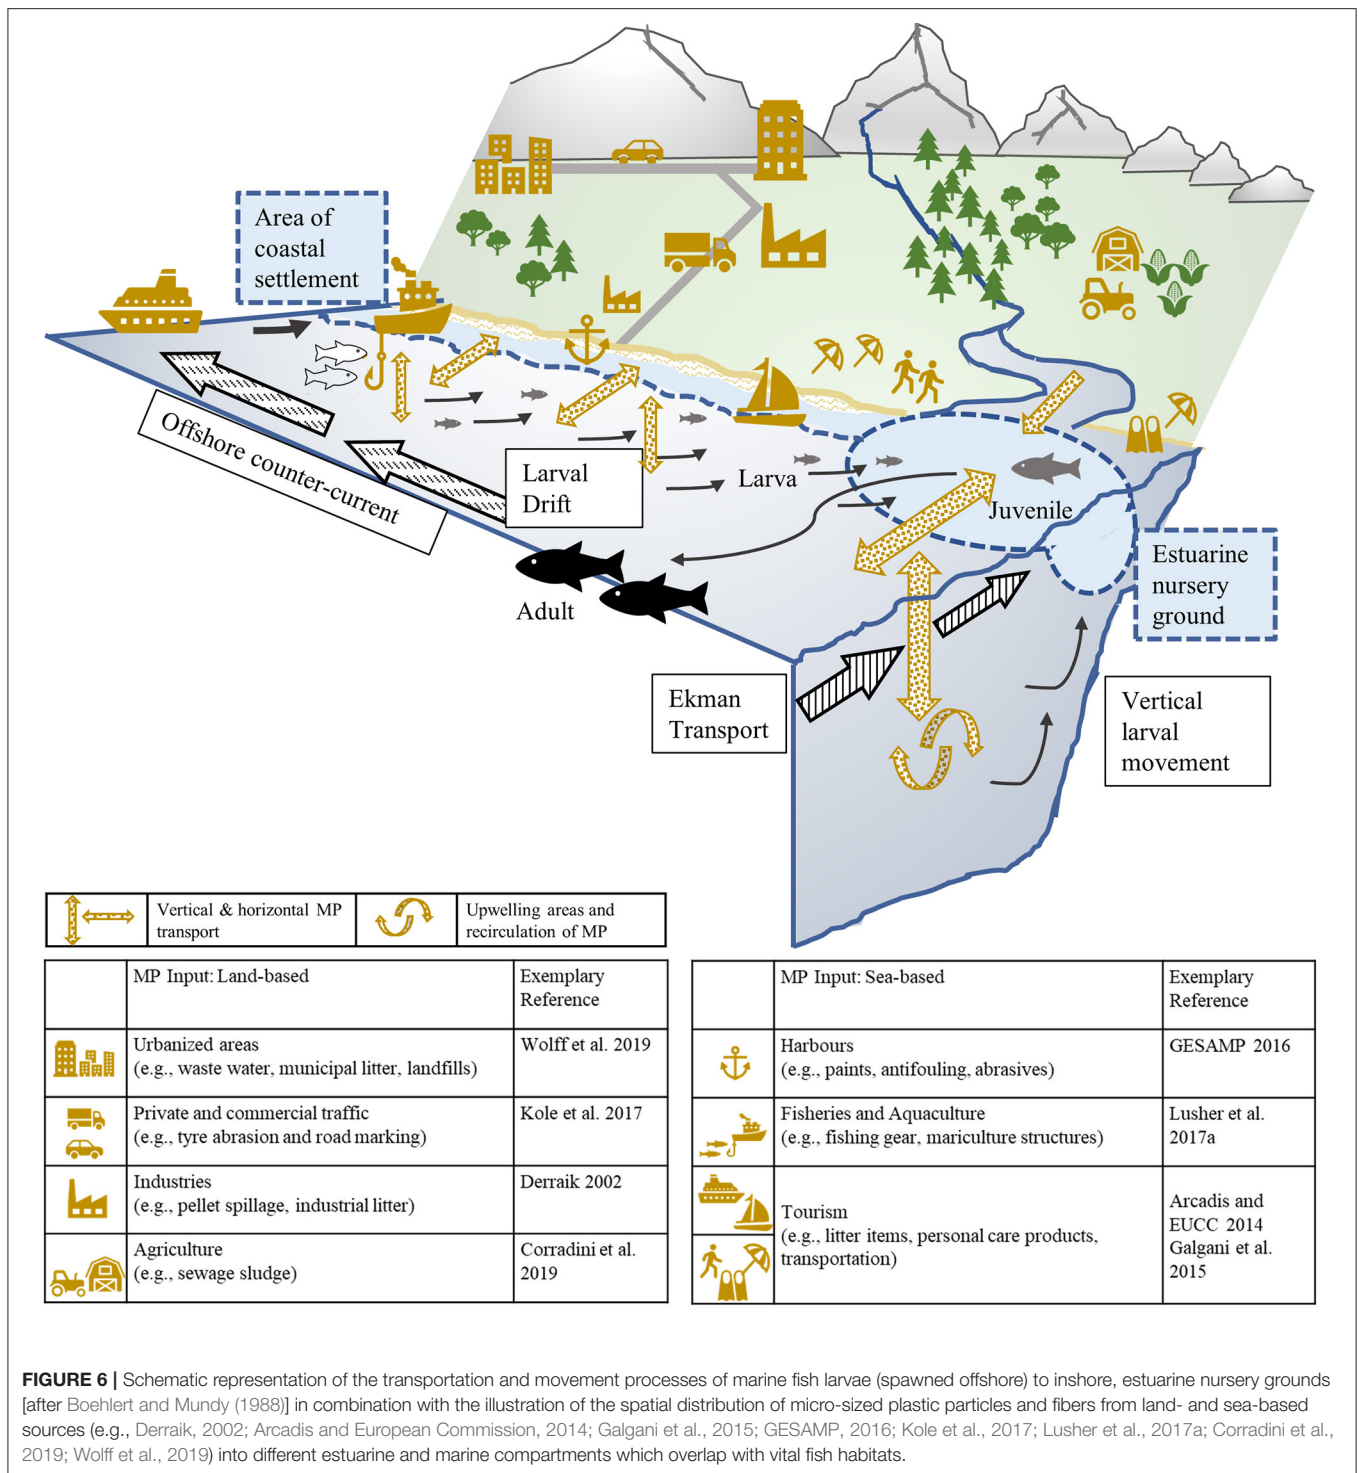 Area of
coastal
settlement
Offshore counter-current
Larval
Drift
Larva
Juvenile
Adult
Estuarine
nursery
ground
Ekman
Transport
Vertical
larval
movement
Vertical & horizontal MP
transport
Upwelling areas and
recirculation of MP
MP Input: Land-based
Exemplary
Reference
Urbanized areas
(e.g., waste water, municipal litter, landfills)
Wolff et al. 2019
Private and commercial traffic
(e.g., tyre abrasion and road marking)
Kole et al. 2017
Industries
(e.g., pellet spillage, industrial litter)
Derraik 2002
Agriculture
(e.g., sewage sludge)
Corradini et al.
2019
MP Input: Sea-based
Exemplary
Reference
Harbours
(e.g., paints, antifouling, abrasives)
GESAMP 2016
Fisheries and Aquaculture
(e.g., fishing gear, mariculture structures)
Lusher et al.
2017a
Tourism
(e.g., litter items, personal care products,
transportation)
Arcadis and
EUCC 2014
Galgani et al.
2015
FIGURE 6 | Schematic representation of the transportation and movement processes of marine fish larvae (spawned offshore) to inshore, estuarine nursery grounds
[after Boehlert and Mundy (1988)] in combination with the illustration of the spatial distribution of micro-sized plastic particles and fibers from land- and sea-based
sources (e.g., Derraik, 2002; Arcadis and European Commission, 2014; Galgani et al., 2015; GESAMP, 2016; Kole et al., 2017; Lusher et al., 2017a; Corradini et al.,
2019; Wolff et al., 2019) into different estuarine and marine compartments which overlap with vital fish habitats.